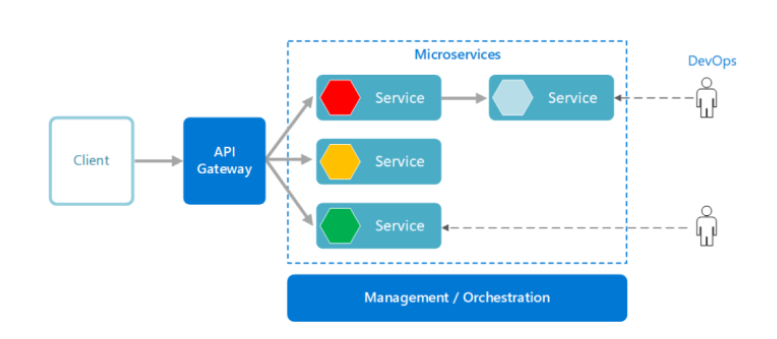 Microservices
DevOps
Service
Service
Client
API
Gateway
Service
Service
Management / Orchestration